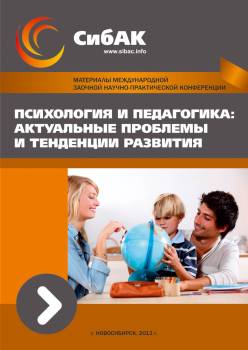 СибАК
www.sibac.info
МАТЕРИАЛЫ МЕЖДУНАРОДНОЙ
ЗАОЧНОЙ НАУЧНО-ПРАКТИЧЕСКОЙ КОНФЕРЕНЦИИ
ПСИХОЛОГИЯ И ПЕДАГОГИКА:
АКТУАЛЬНЫЕ ПРОБЛЕМЫ
И ТЕНДЕНЦИИ РАЗВИТИЯ
г. НОВОСИБИРСК, 2013 г.